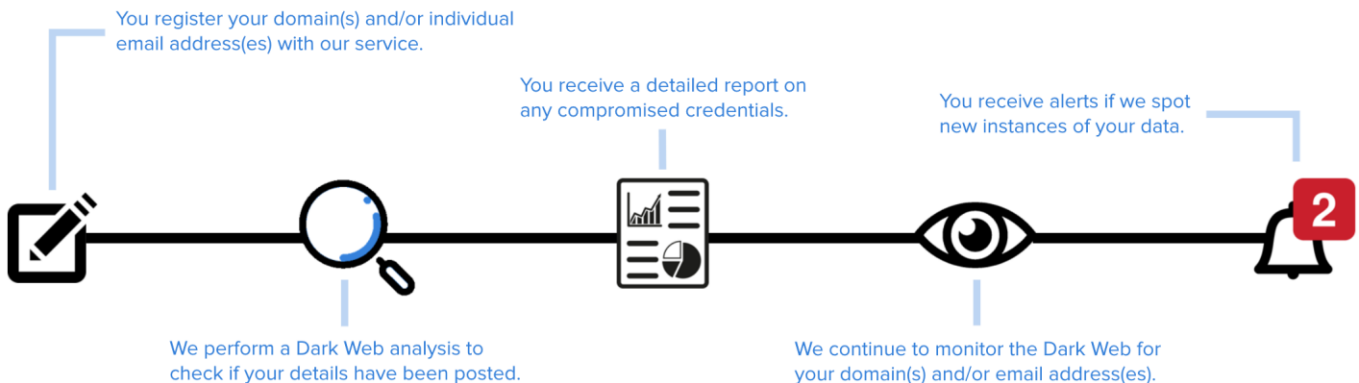 You register your domain(s) and/or individual
email address(es) with our service.
We perform a Dark Web analysis to
check if your details have been posted.
You receive a detailed report on
any compromised credentials.
We continue to monitor the Dark Web for
your domain(s) and/or email address(es).
You receive alerts if we spot
new instances of your data.
2